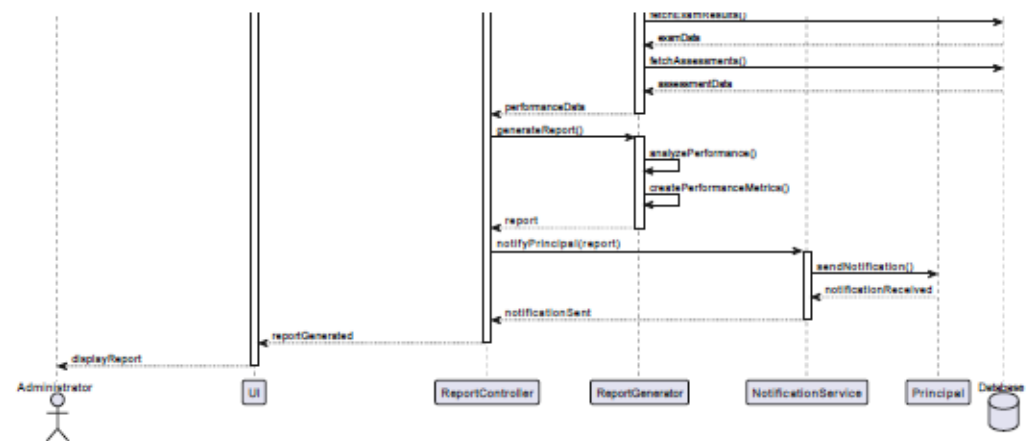 fetchExamResults()
examData
fetchAssessments()
assessmentData
performanceData
generateReport()
analyzePerformance()
createPerformanceMetrics()
report
notifyPrincipal(report)
sendNotification()
notificationReceived
notificationSent
reportGenerated
displayReport
Administrator
UI
ReportController
ReportGenerator
NotificationService
Principal
Database